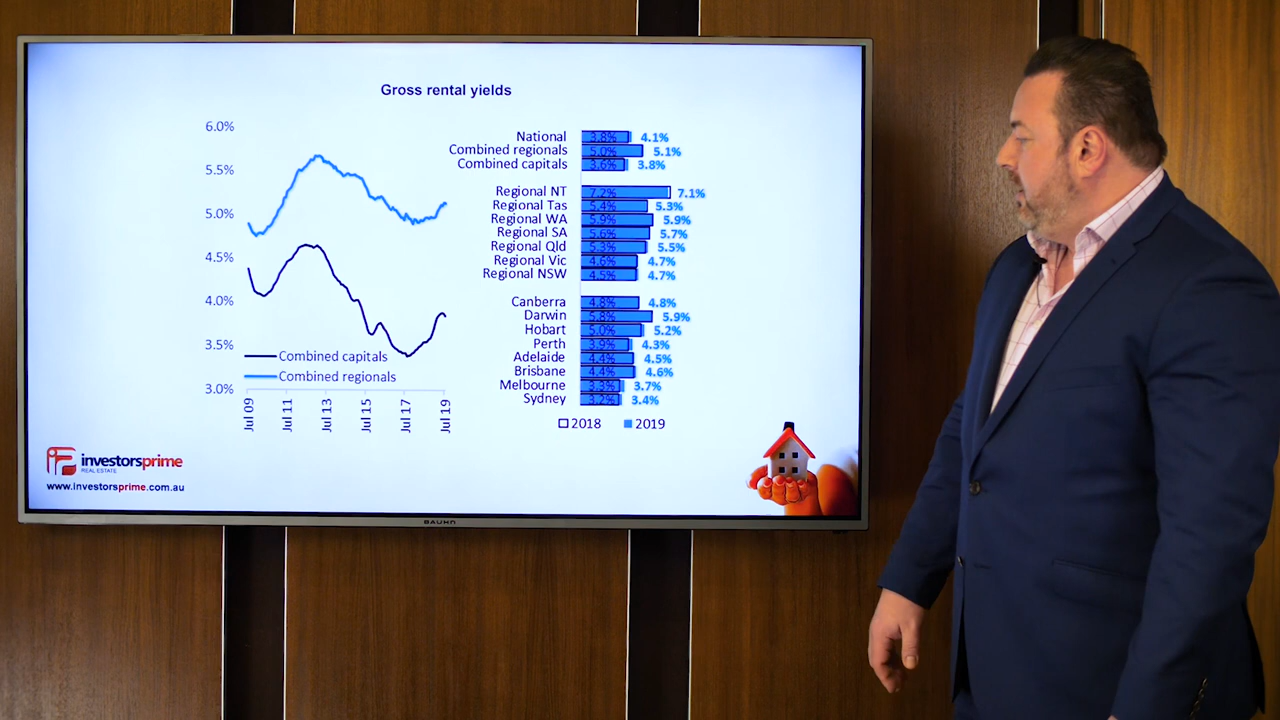 Gross rental yields
6.0%
5.5%
5.0%
4.5%
4.0%
3.5%
3.0%
Combined capitals
Combined regionals
Jul 09
Jul 11
Jul 13
Jul 15
Jul 17
Jul 19
National 3.8% 4.1%
Combined regionals 5.0% 5.1%
Combined capitals 3.6% 3.8%
Regional NT 7.2% 7.1%
Regional Tas 5.4% 5.3%
Regional WA 5.9% 5.9%
Regional SA 5.6% 5.7%
Regional Qld 5.3% 5.5%
Regional Vic 4.6% 4.7%
Regional NSW 4.5% 4.7%
Canberra 4.8% 4.8%
Darwin 5.8% 5.9%
Hobart 5.0% 5.2%
Perth 3.9% 4.3%
Adelaide 4.4% 4.5%
Brisbane 4.4% 4.6%
Melbourne 3.3% 3.7%
Sydney 3.2% 3.4%
2018 2019
investorsprime
REAL ESTATE
www.investorsprime.com.au
BAUHN